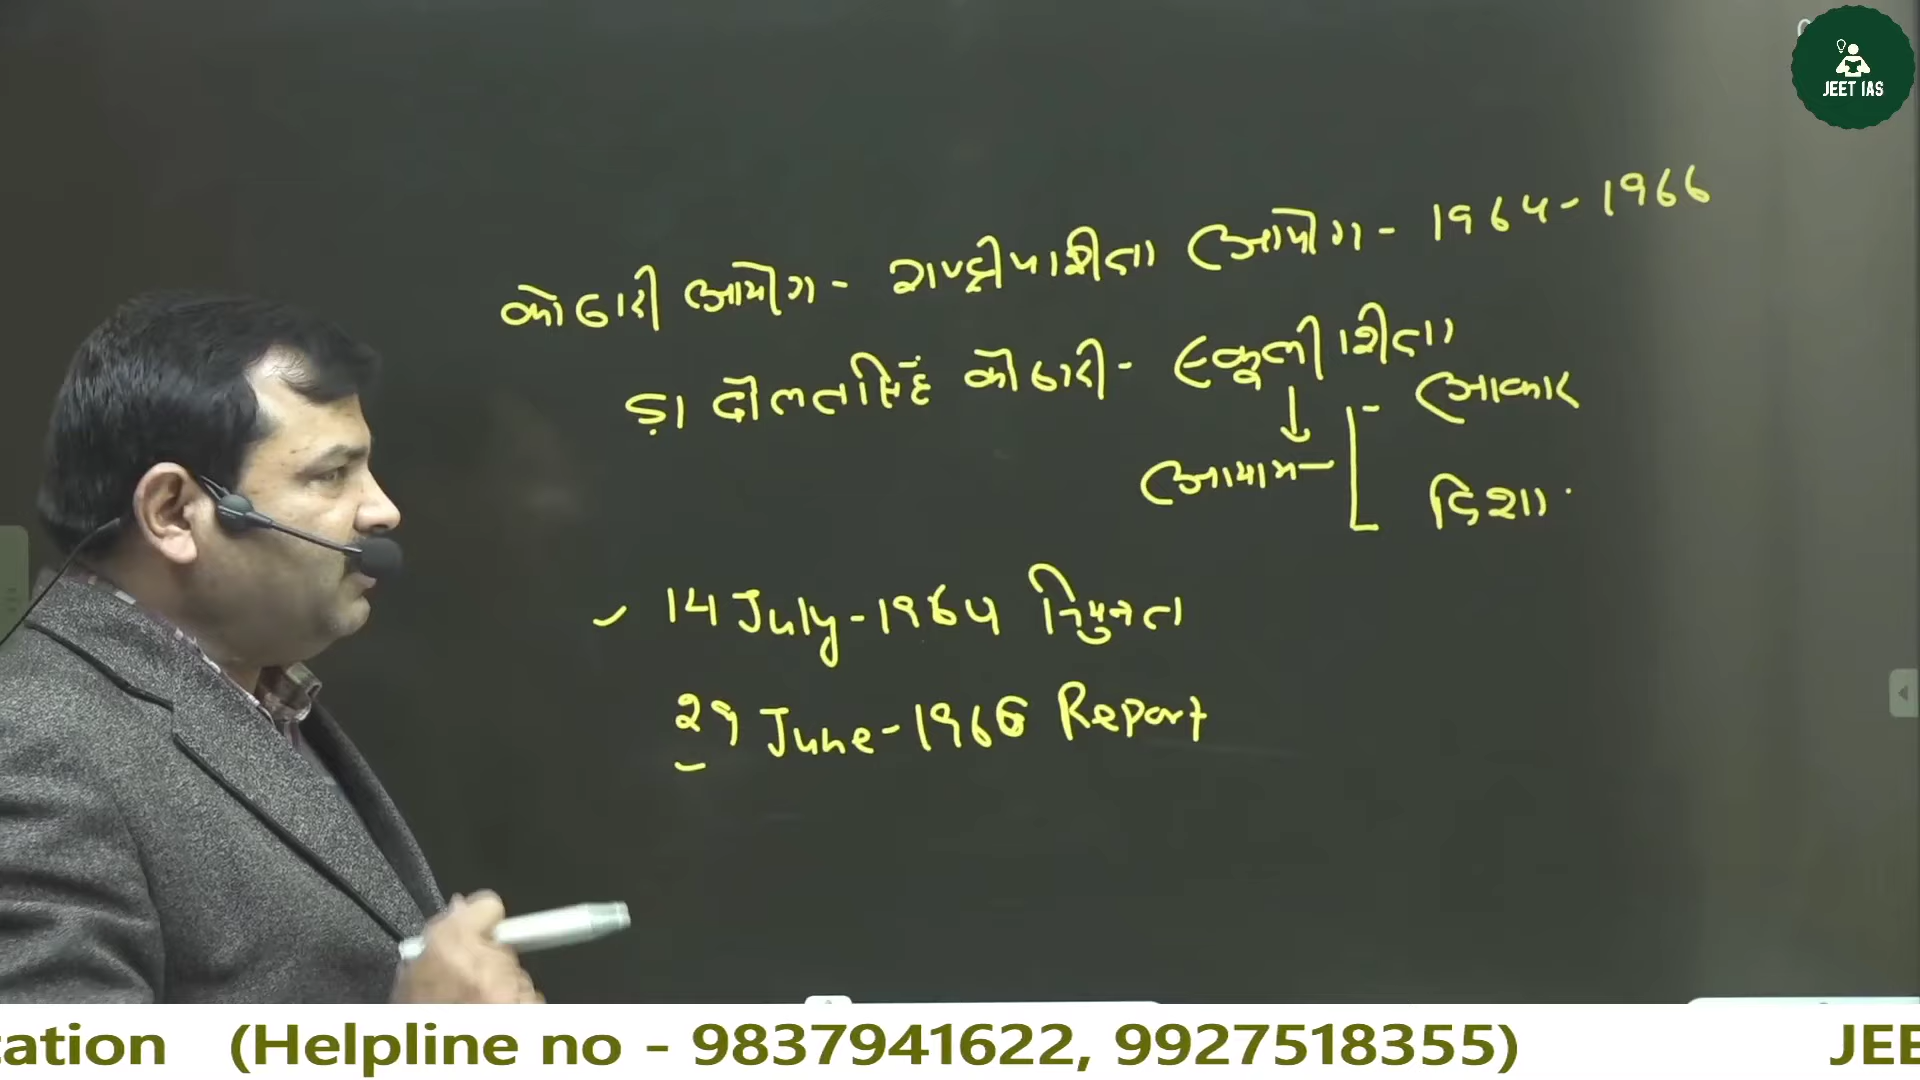 JEET IAS
कोठारी आयोग - राष्ट्रीय शिक्षा आयोग - 1964-1966
डा दौलतसिंह कोठारी - स्कूली शिक्षा
आकार
आयाम
दिशा
14 July-1964 नियुक्त
29 June-1966 Report
tation (Helpline no - 9837941622, 9927518355) JEE